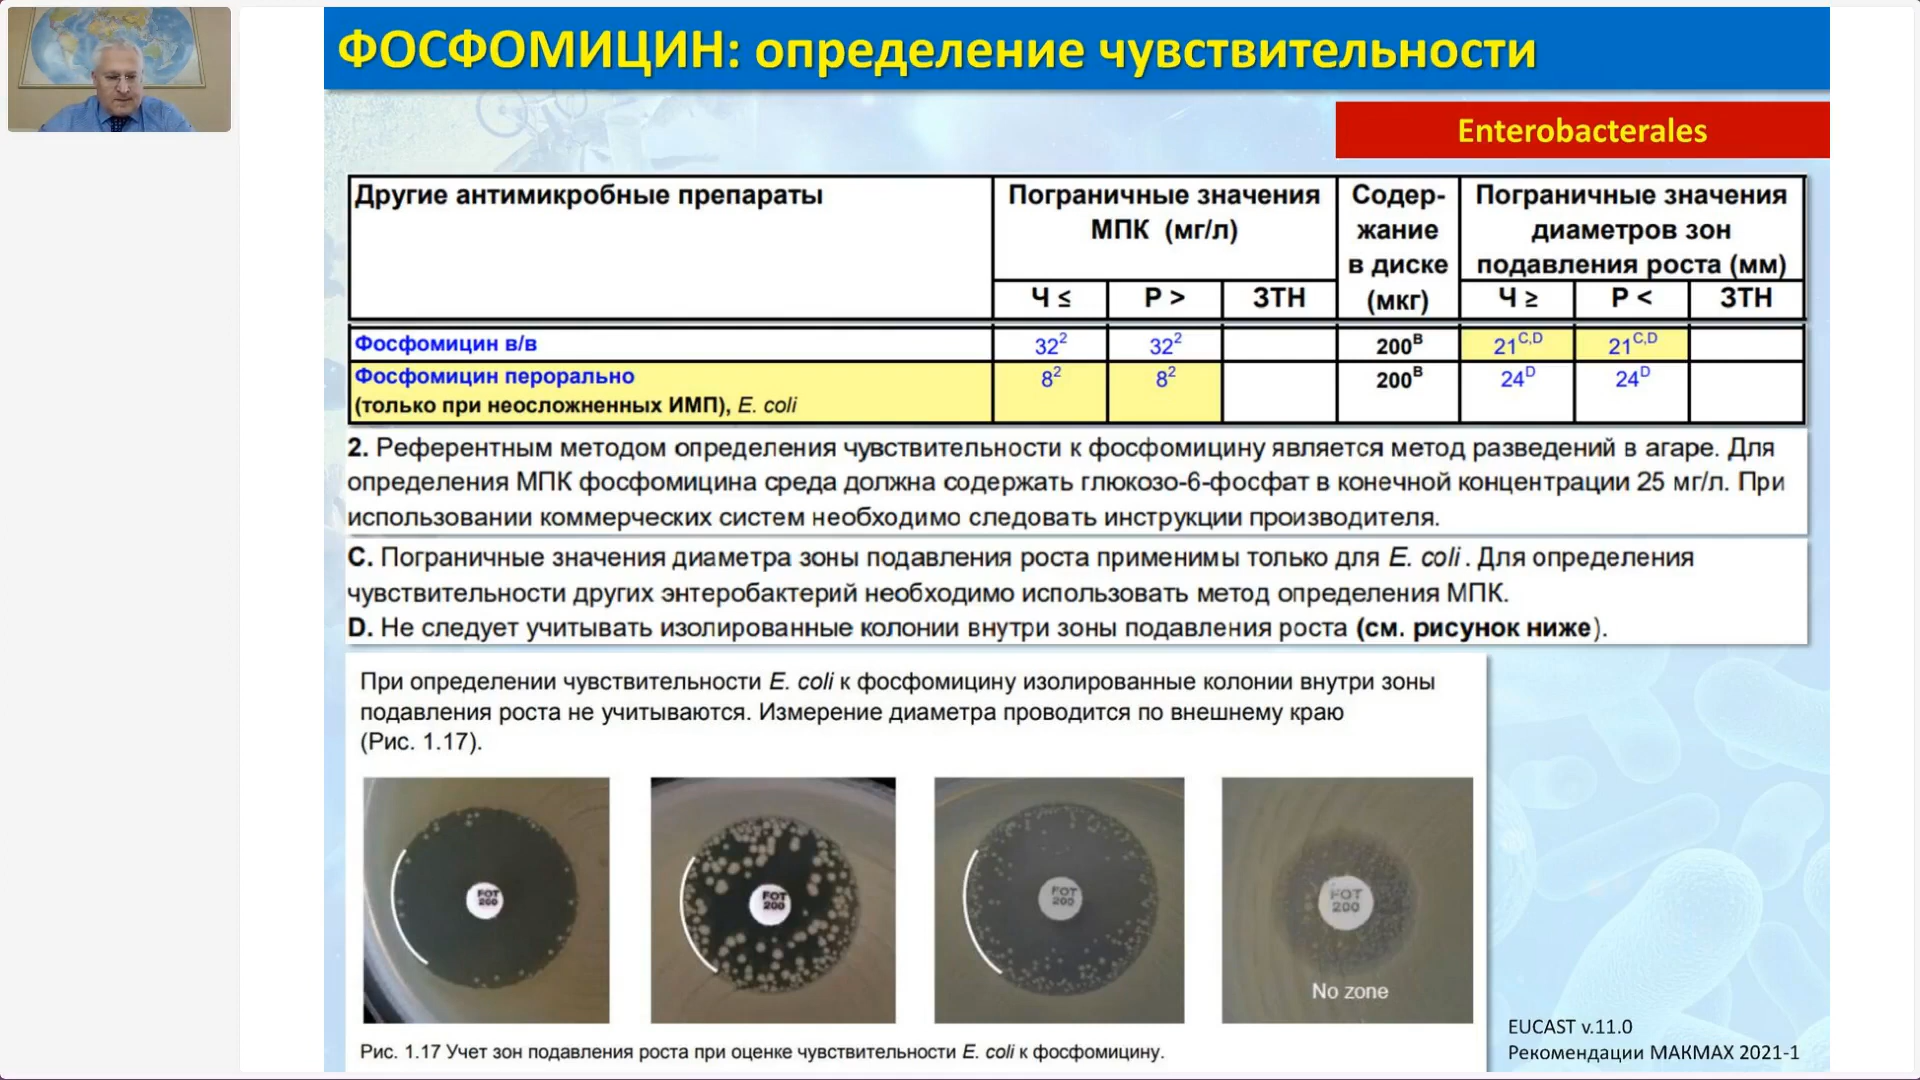 ФОСФОМИЦИН: определение чувствительности
Enterobacterales
Другие антимикробные препараты
Пограничные значения
МПК (мг/л)
Содер-
жание
в диске
(мкг)
Пограничные значения
диаметров зон
подавления роста (мм)
Ч ≤ Р > ЗТН Ч ≥ Р < ЗТН
Фосфомицин в/в 32² 32² 200ᴮ 21^C,D 21^C,D
Фосфомицин перорально 8² 8² 200ᴮ 24ᴰ 24ᴰ
(только при неосложненных ИМП), E. coli
2. Референтным методом определения чувствительности к фосфомицину является метод разведений в агаре. Для
определения МПК фосфомицина среда должна содержать глюкозо-6-фосфат в конечной концентрации 25 мг/л. При
использовании коммерческих систем необходимо следовать инструкции производителя.
C. Пограничные значения диаметра зоны подавления роста применимы только для E. coli . Для определения
чувствительности других энтеробактерий необходимо использовать метод определения МПК.
D. Не следует учитывать изолированные колонии внутри зоны подавления роста (см. рисунок ниже).
При определении чувствительности E. coli к фосфомицину изолированные колонии внутри зоны
подавления роста не учитываются. Измерение диаметра проводится по внешнему краю
(Рис. 1.17).
FOT
200
FOT
200
FOT
200
FOT
200
No zone
Рис. 1.17 Учет зон подавления роста при оценке чувствительности E. coli к фосфомицину.
EUCAST v.11.0
Рекомендации МАКМАХ 2021-1